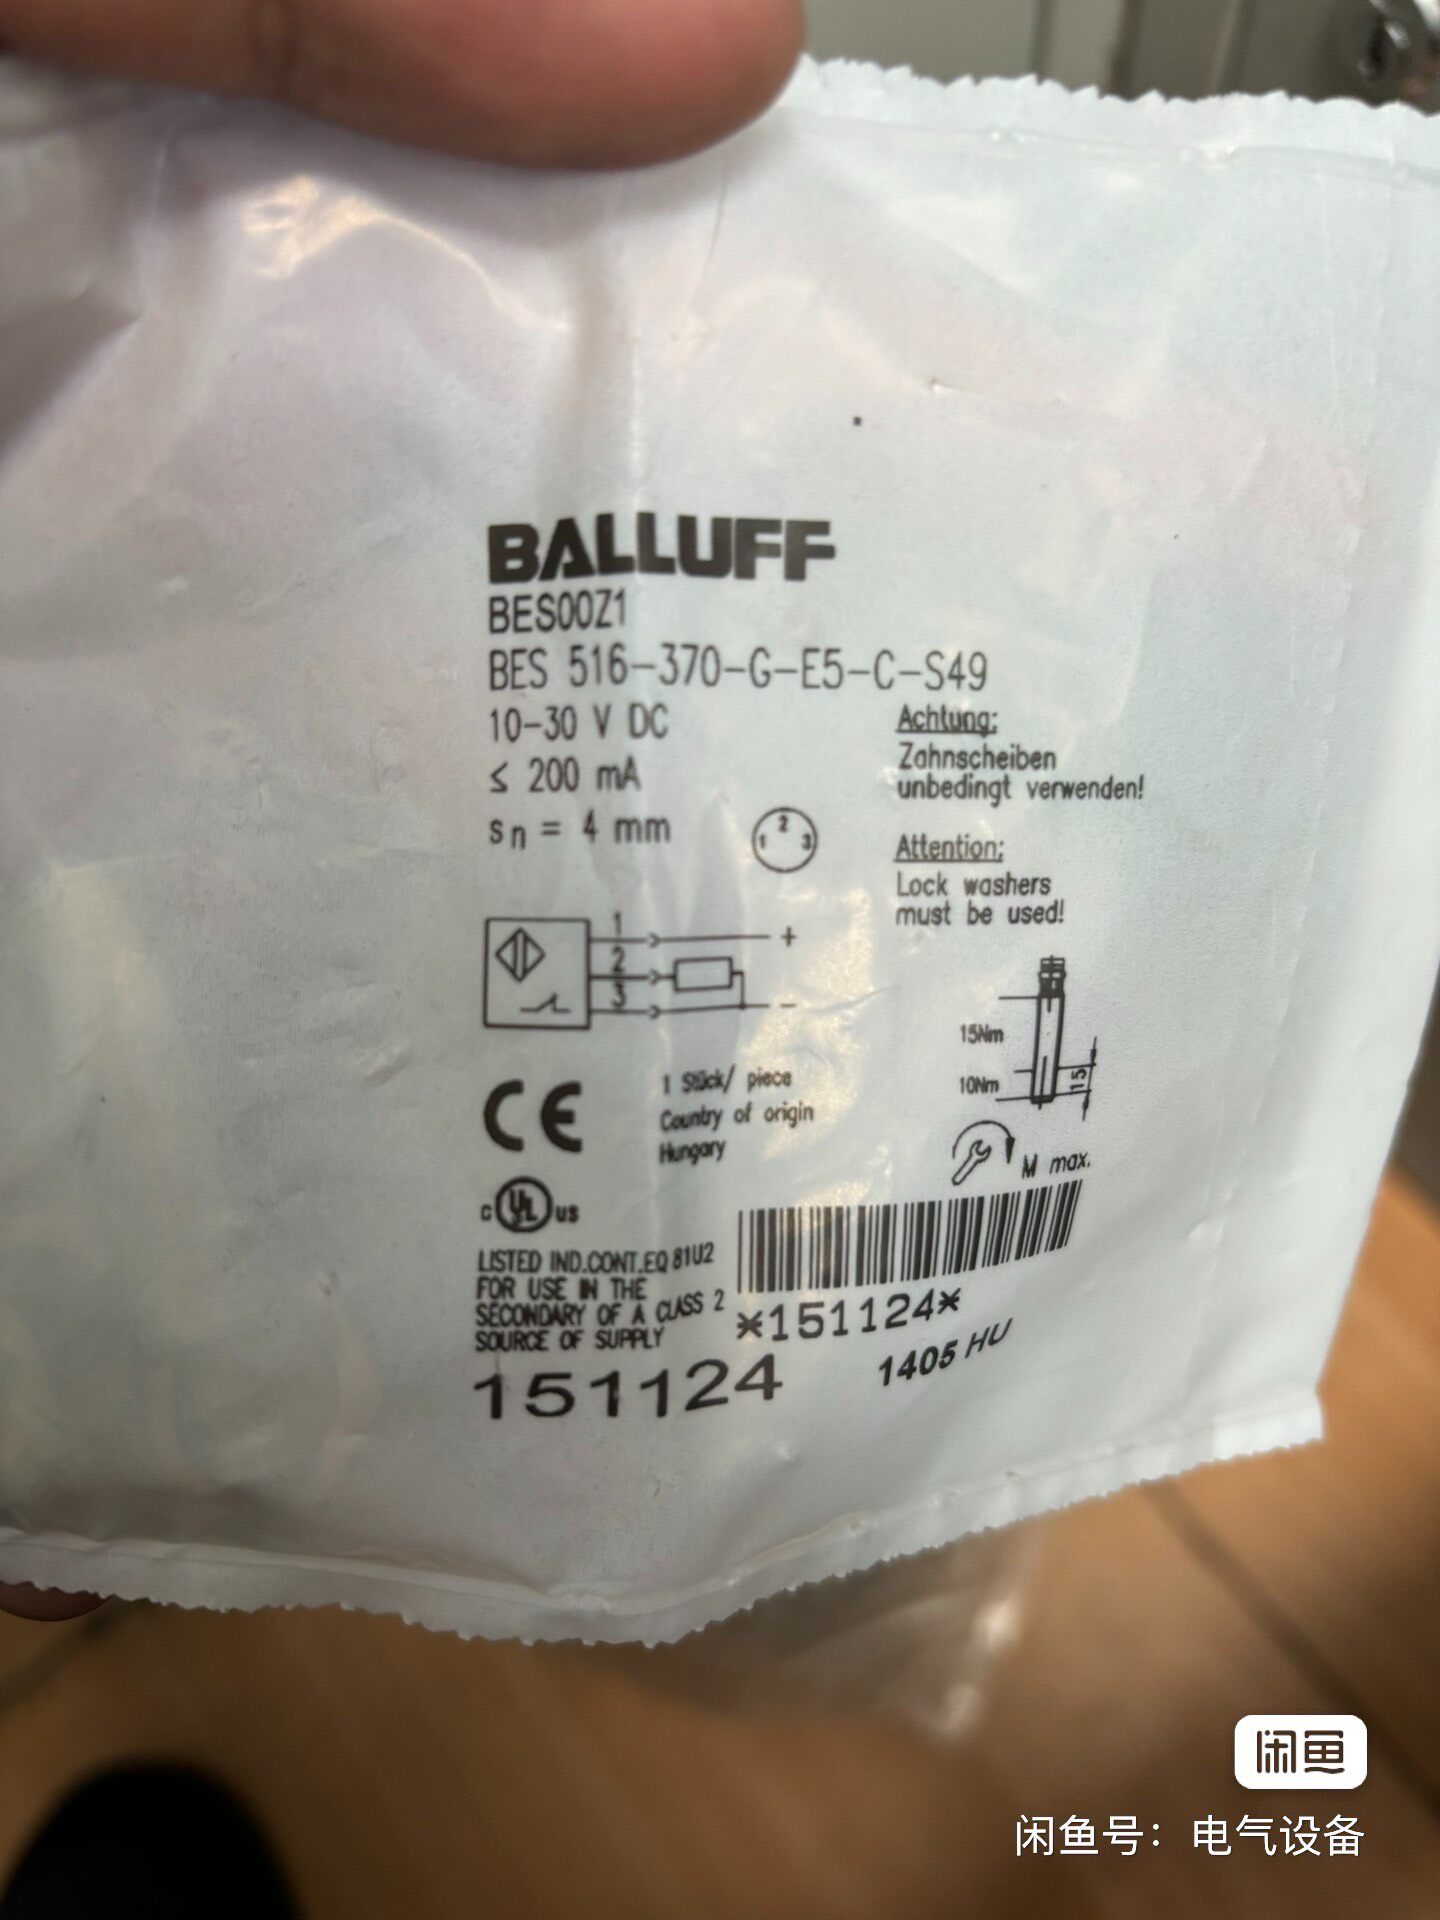 BALLUFF
BES00Z1
BES 516-370-G-E5-C-S49
10-30 V DC
≤ 200 mA
sn = 4 mm
1 2 3
Achtung:
Zahnscheiben
unbedingt verwenden!
Attention:
Lock washers
must be used!
1 +
2
3 -
15Nm
10Nm
15
M max.
CE
1 Stück/ piece
Country of origin
Hungary
c UL us
LISTED IND.CONT.EQ 81U2
FOR USE IN THE
SECONDARY OF A CLASS 2
SOURCE OF SUPPLY
*151124*
151124
1405 HU
闲鱼
闲鱼号：电气设备